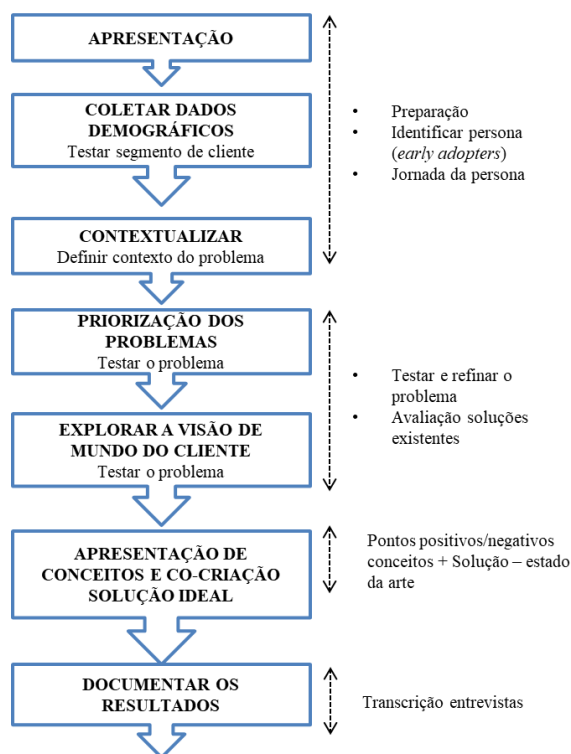 APRESENTAÇÃO
COLETAR DADOS
DEMOGRÁFICOS
Testar segmento de cliente
CONTEXTUALIZAR
Definir contexto do problema
• Preparação
• Identificar persona
(early adopters)
• Jornada da persona
PRIORIZAÇÃO DOS
PROBLEMAS
Testar o problema
EXPLORAR A VISÃO DE
MUNDO DO CLIENTE
Testar o problema
• Testar e refinar o
problema
• Avaliação soluções
existentes
APRESENTAÇÃO DE
CONCEITOS E CO-CRIAÇÃO
SOLUÇÃO IDEAL
Pontos positivos/negativos
conceitos + Solução – estado
da arte
DOCUMENTAR OS
RESULTADOS
Transcrição entrevistas